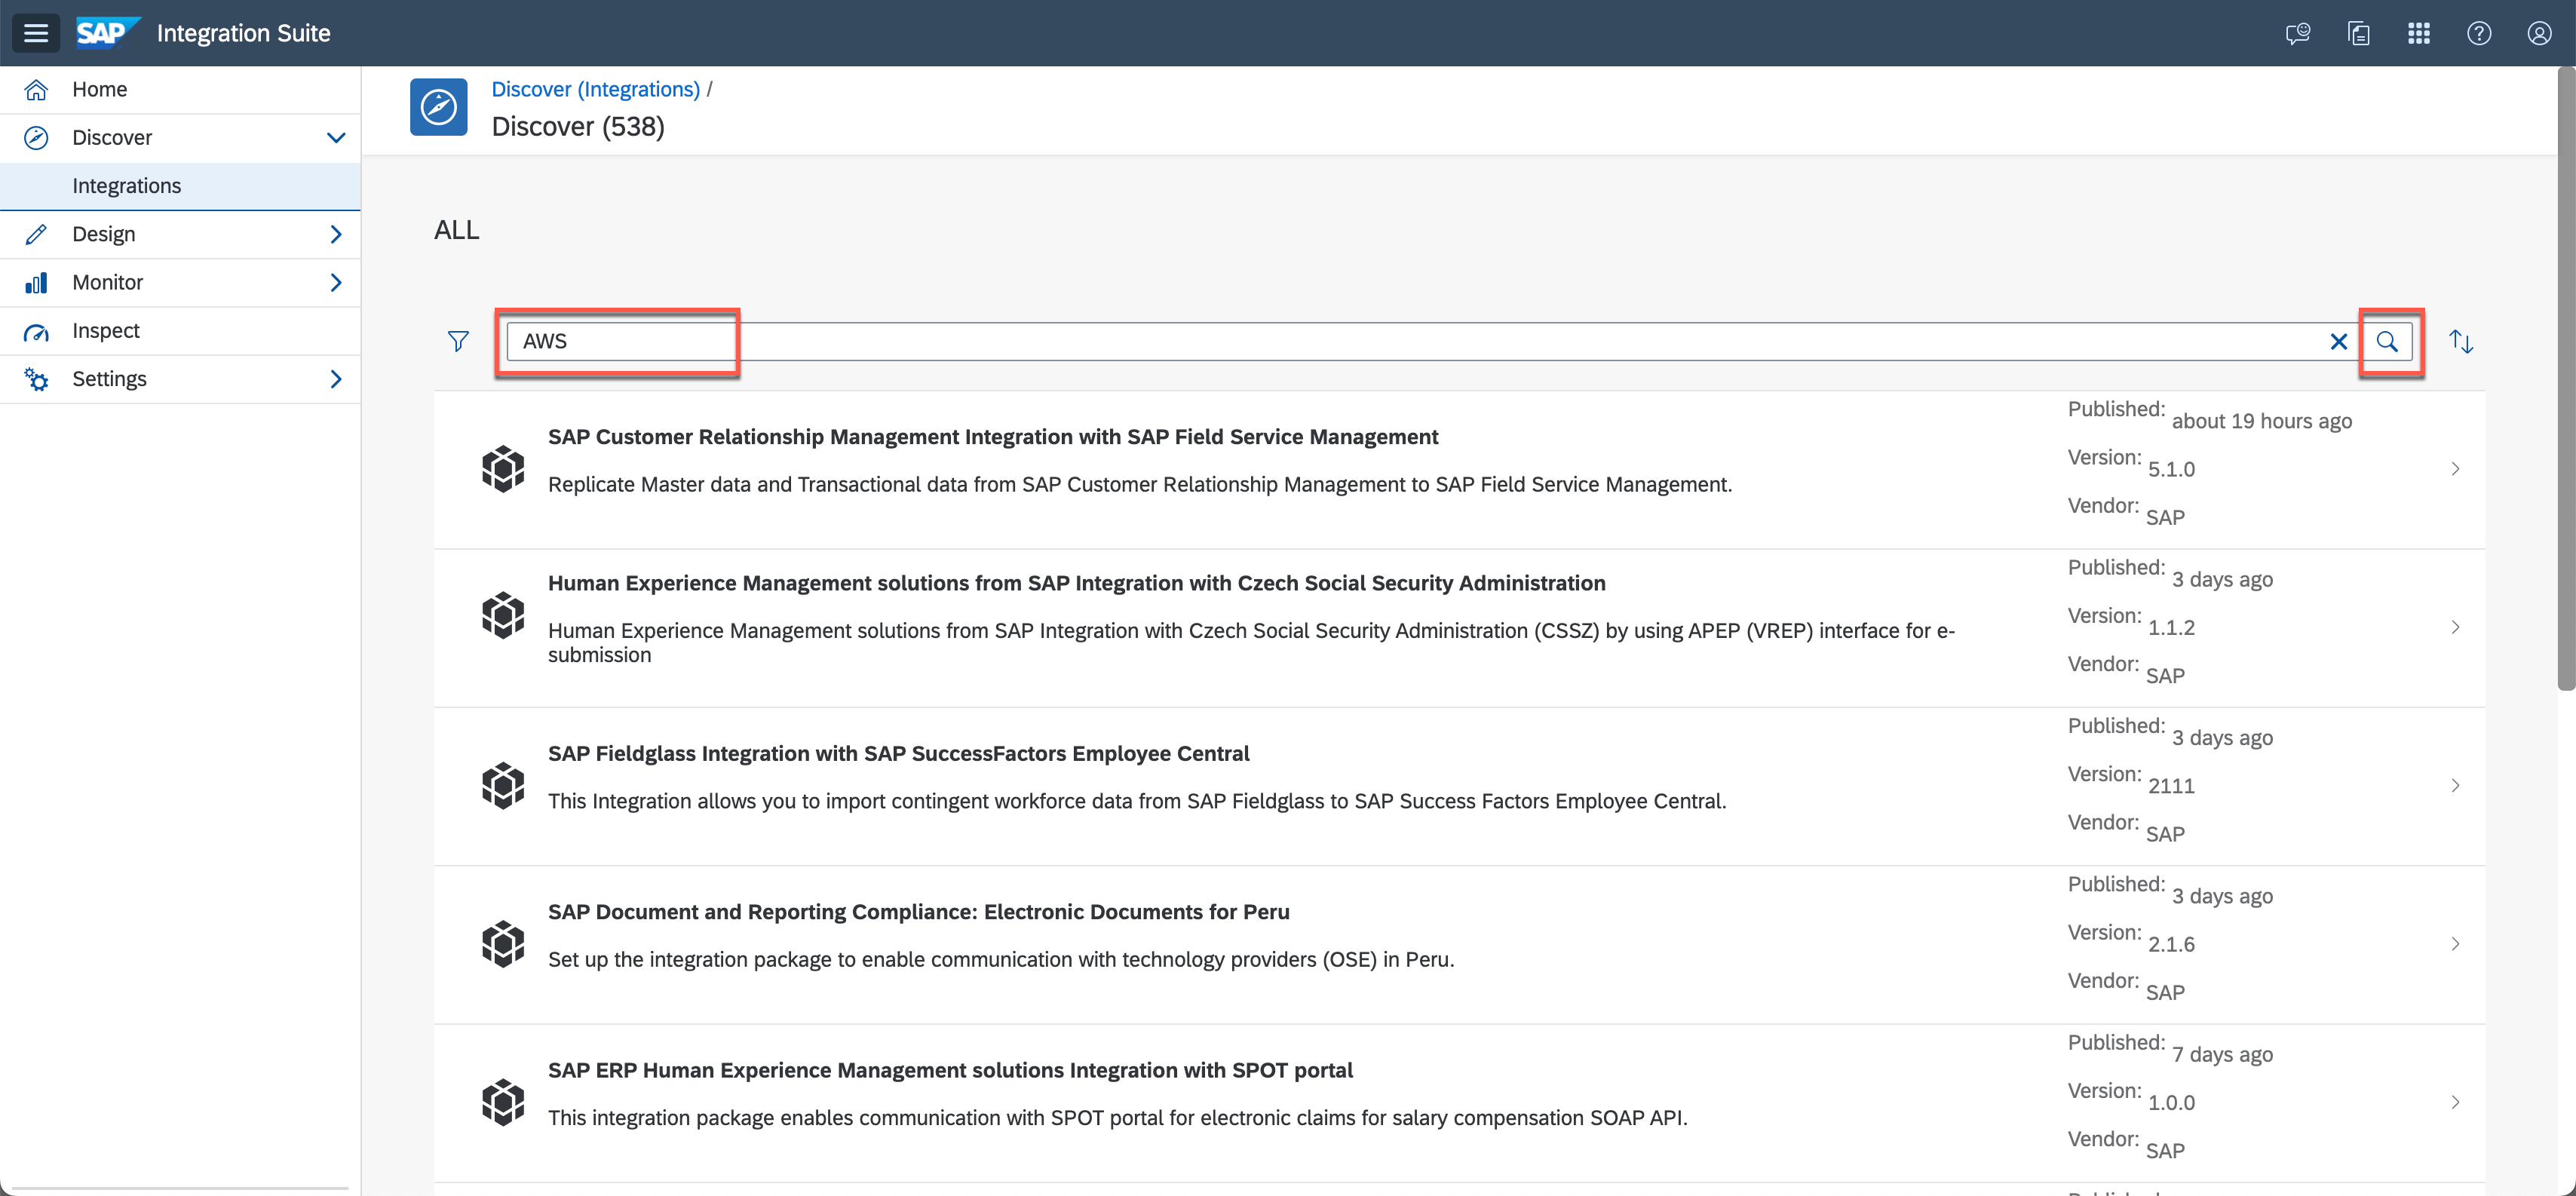 SAP Integration Suite
Home
Discover
Integrations
Design
Monitor
Inspect
Settings
Discover (Integrations) /
Discover (538)
ALL
AWS
SAP Customer Relationship Management Integration with SAP Field Service Management
Replicate Master data and Transactional data from SAP Customer Relationship Management to SAP Field Service Management.
Published: about 19 hours ago
Version: 5.1.0
Vendor: SAP
Human Experience Management solutions from SAP Integration with Czech Social Security Administration
Human Experience Management solutions from SAP Integration with Czech Social Security Administration (CSSZ) by using APEP (VREP) interface for e-
submission
Published: 3 days ago
Version: 1.1.2
Vendor: SAP
SAP Fieldglass Integration with SAP SuccessFactors Employee Central
This Integration allows you to import contingent workforce data from SAP Fieldglass to SAP Success Factors Employee Central.
Published: 3 days ago
Version: 2111
Vendor: SAP
SAP Document and Reporting Compliance: Electronic Documents for Peru
Set up the integration package to enable communication with technology providers (OSE) in Peru.
Published: 3 days ago
Version: 2.1.6
Vendor: SAP
SAP ERP Human Experience Management solutions Integration with SPOT portal
This integration package enables communication with SPOT portal for electronic claims for salary compensation SOAP API.
Published: 7 days ago
Version: 1.0.0
Vendor: SAP